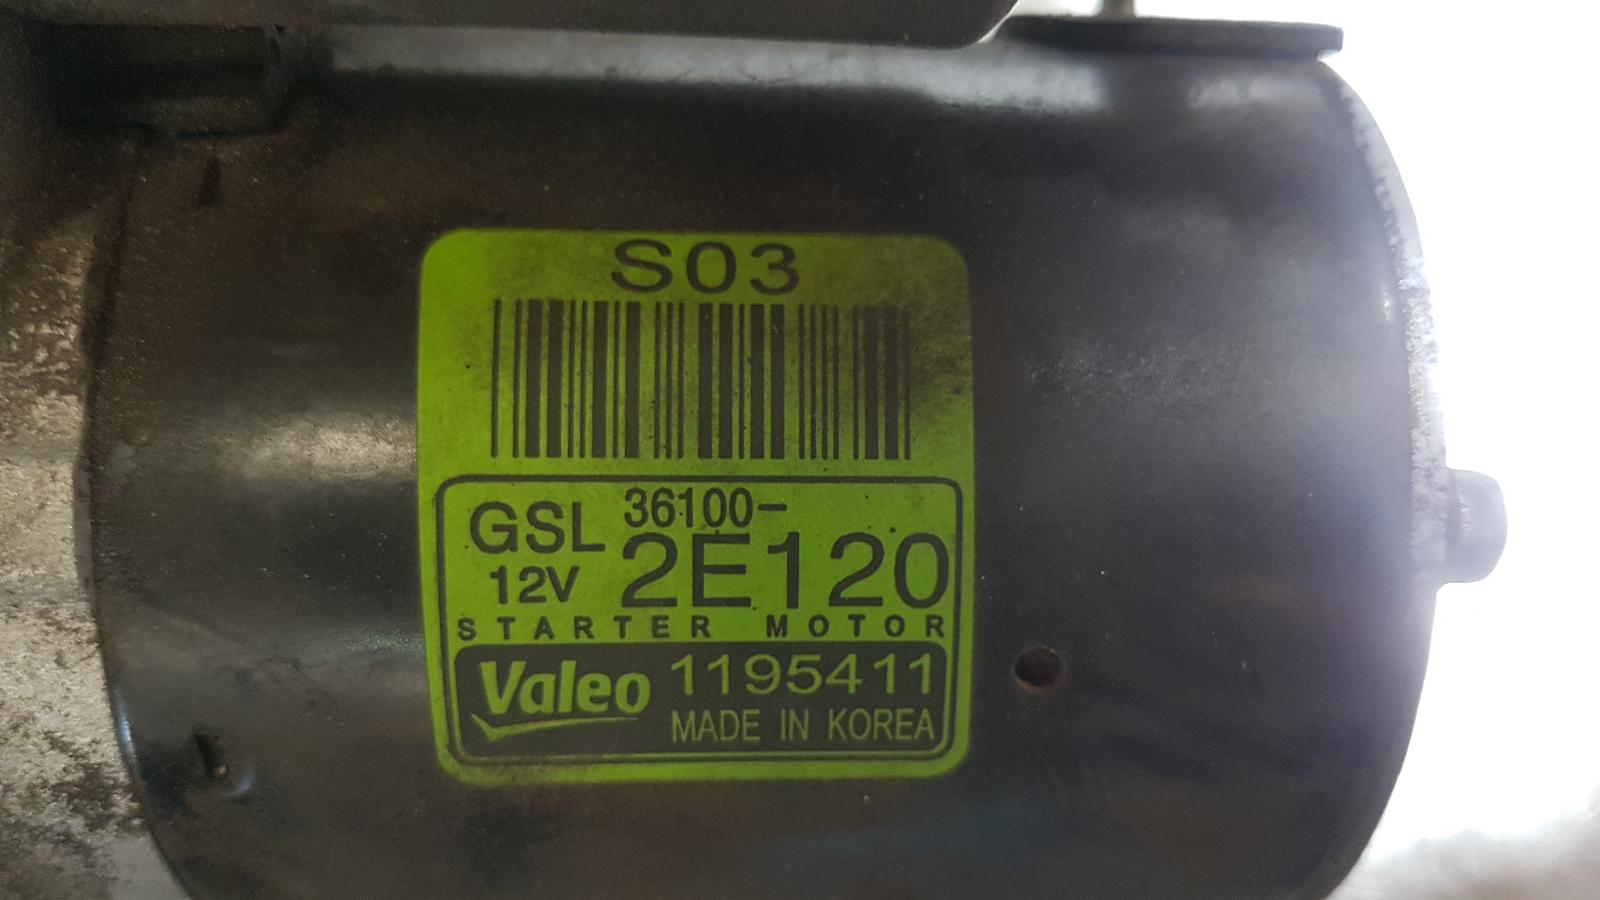 S03
GSL 36100-
12V 2E120
STARTER MOTOR
Valeo 1195411
MADE IN KOREA